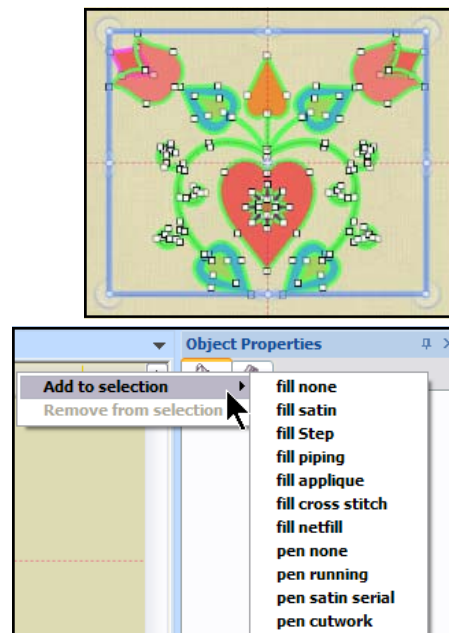 Object Properties
Add to selection
Remove from selection
fill none
fill satin
fill Step
fill piping
fill applique
fill cross stitch
fill netfill
pen none
pen running
pen satin serial
pen cutwork